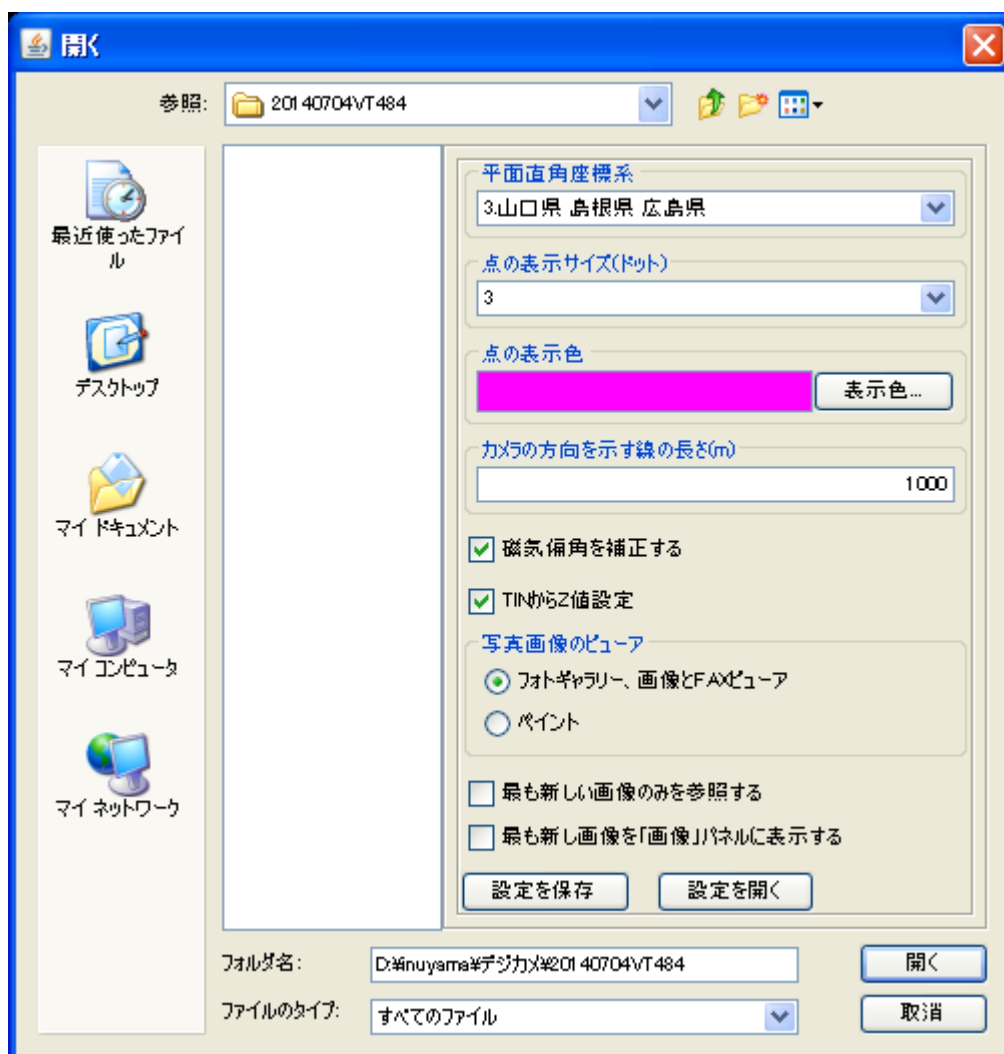 開く
参照:
20140704VT484
最近使ったファイ
ル
デスクトップ
マイ ドキュメント
マイ コンピュータ
マイ ネットワーク
平面直角座標系
3.山口県 島根県 広島県
点の表示サイズ(ドット)
3
点の表示色
表示色...
カメラの方向を示す線の長さ(m)
1000
磁気偏角を補正する
TINからZ値設定
写真画像のビューア
フォトギャラリー、画像とFAXビューア
ペイント
最も新しい画像のみを参照する
最も新し画像を「画像」パネルに表示する
設定を保存
設定を開く
フォルダ名:
D:¥inuyama¥デジカメ¥20140704VT484
開く
ファイルのタイプ:
すべてのファイル
取消